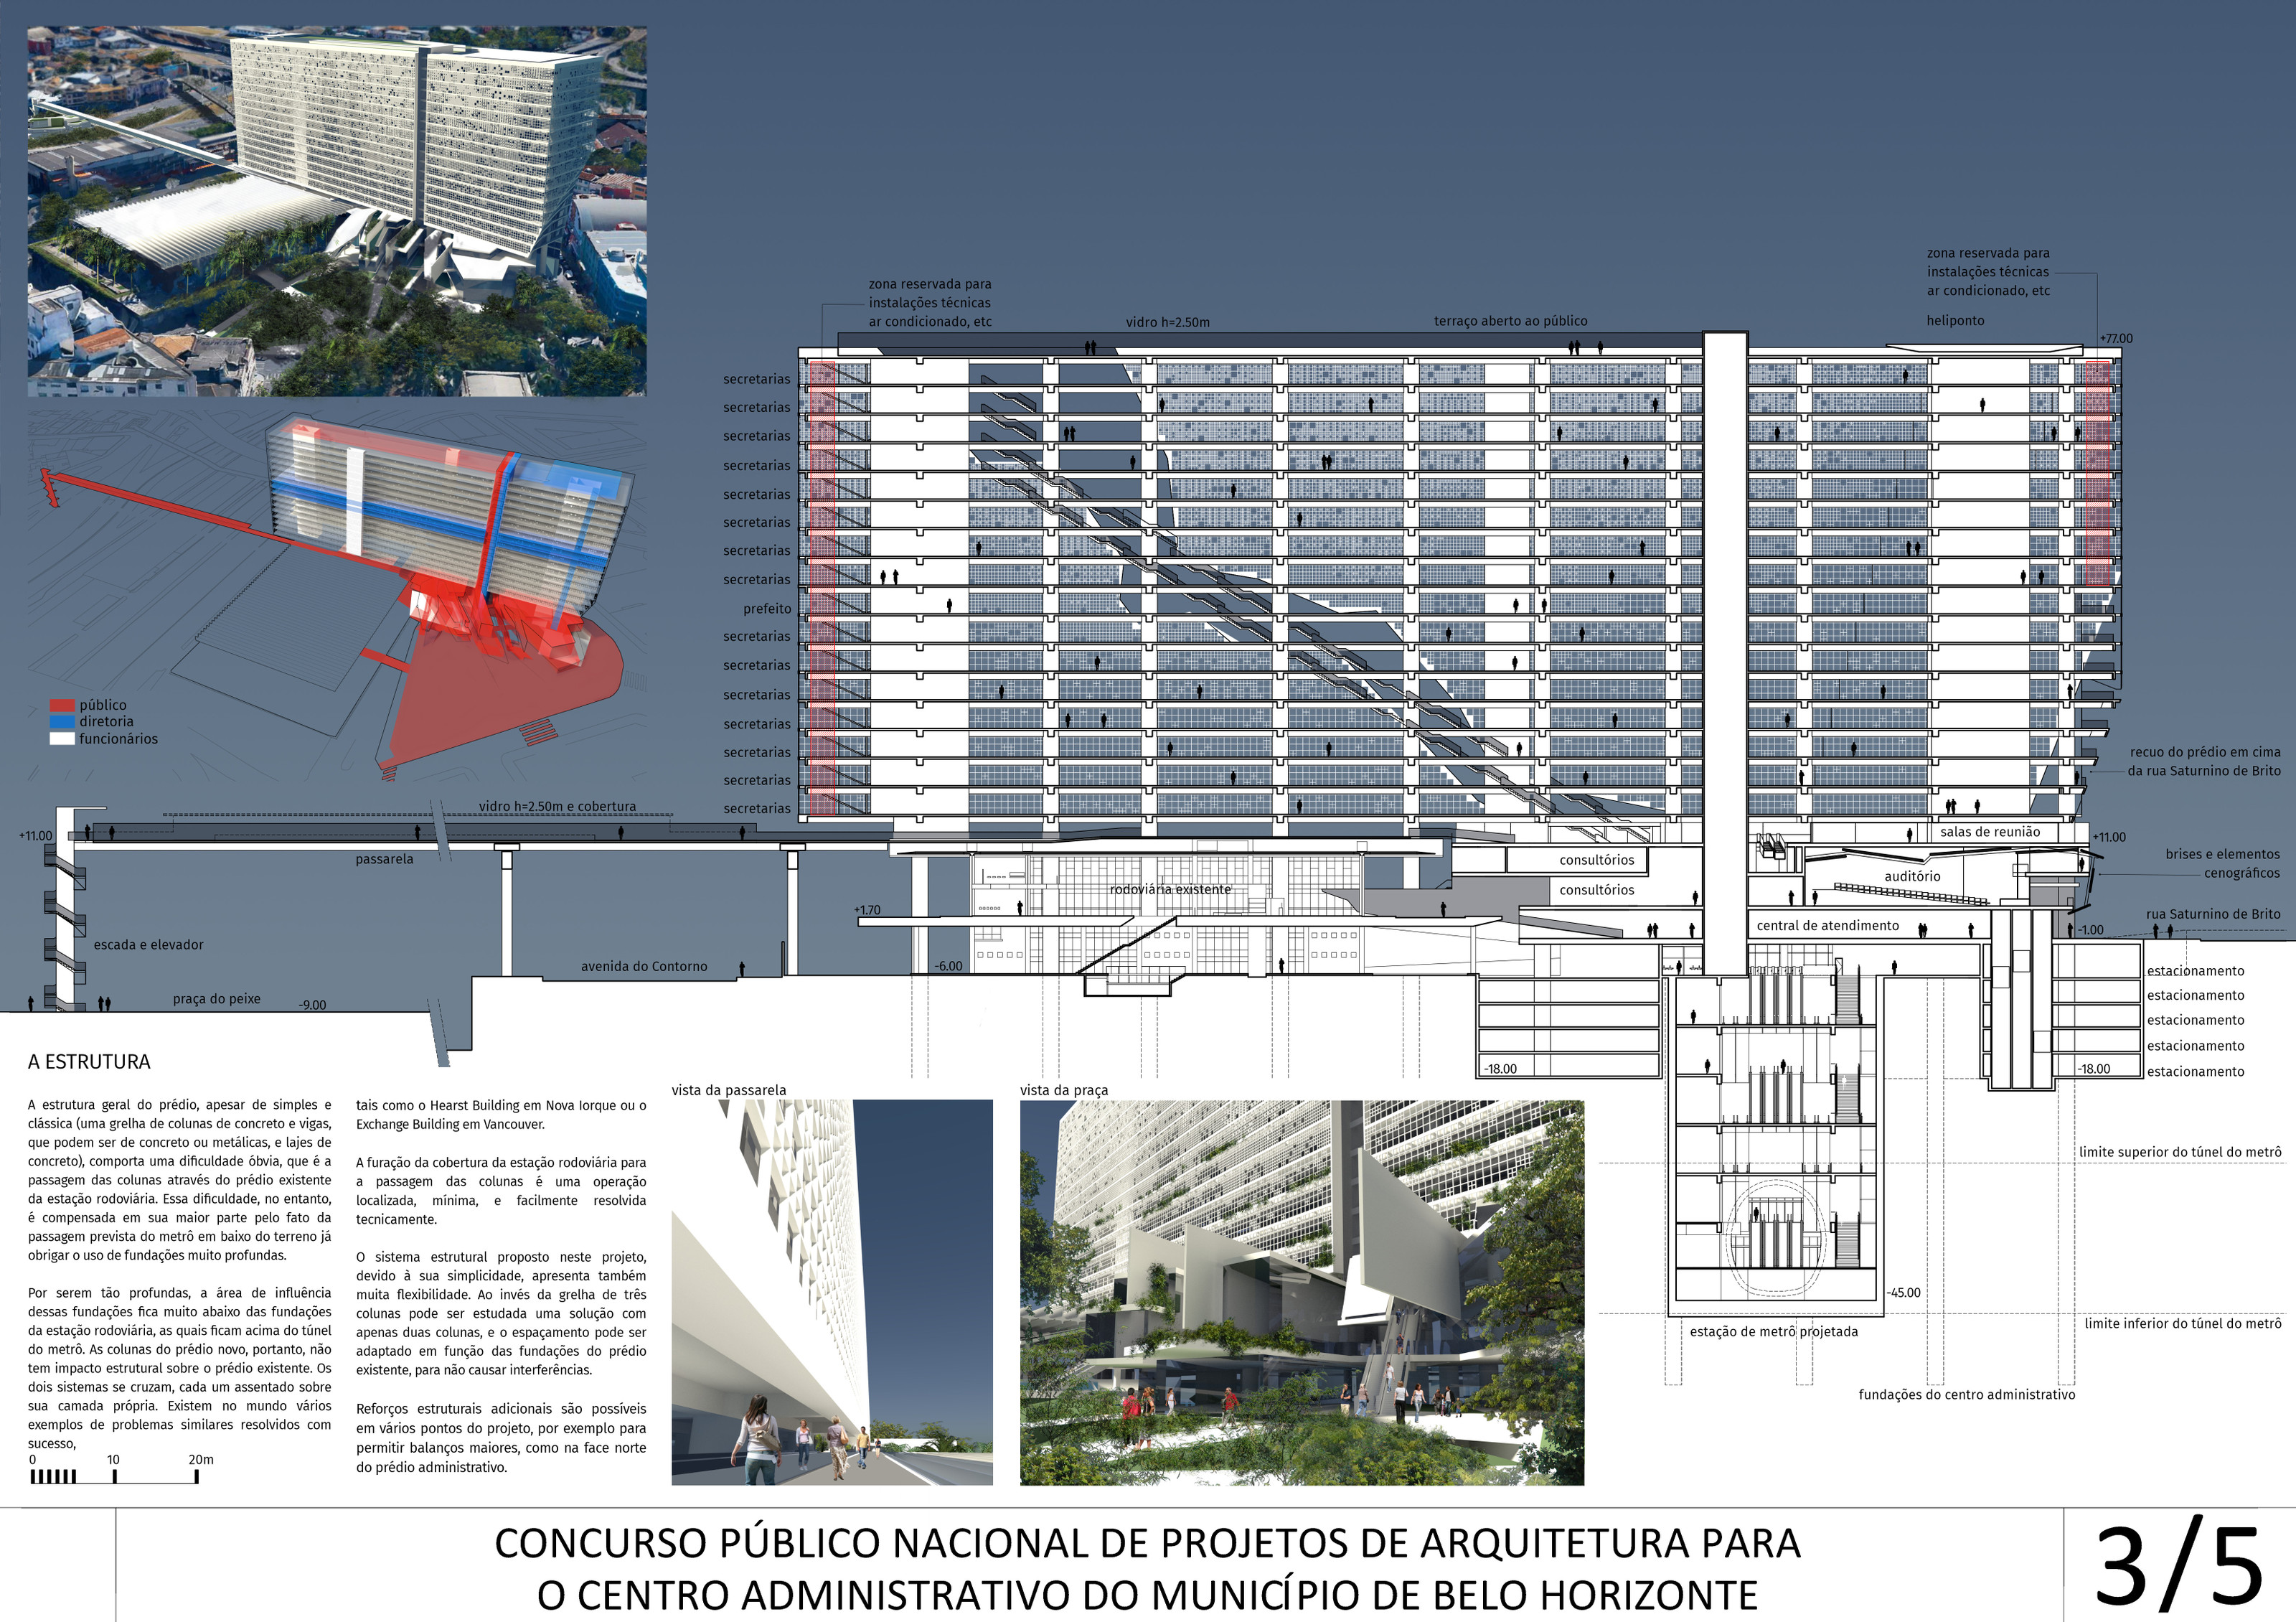 zona reservada para
instalações técnicas
ar condicionado, etc
vidro h=2.50m
terraço aberto ao público
zona reservada para
instalações técnicas
ar condicionado, etc
heliponto
+77.00
secretarias
secretarias
secretarias
secretarias
secretarias
secretarias
secretarias
secretarias
prefeito
secretarias
secretarias
secretarias
secretarias
secretarias
secretarias
secretarias
público
diretoria
funcionários
recuo do prédio em cima
da rua Saturnino de Brito
vidro h=2.50m e cobertura
+11.00
passarela
salas de reunião
+11.00
consultórios
brises e elementos
cenográficos
rodoviária existente
consultórios
auditório
+1.70
rua Saturnino de Brito
central de atendimento
-1.00
escada e elevador
avenida do Contorno
-6.00
praça do peixe
-9.00
estacionamento
estacionamento
estacionamento
estacionamento
estacionamento
-18.00
-18.00
limite superior do túnel do metrô
-45.00
limite inferior do túnel do metrô
estação de metrô projetada
fundações do centro administrativo
A ESTRUTURA
A estrutura geral do prédio, apesar de simples e
clássica (uma grelha de colunas de concreto e vigas,
que podem ser de concreto ou metálicas, e lajes de
concreto), comporta uma dificuldade óbvia, que é a
passagem das colunas através do prédio existente
da estação rodoviária. Essa dificuldade, no entanto,
é compensada em sua maior parte pelo fato da
passagem prevista do metrô em baixo do terreno já
obrigar o uso de fundações muito profundas.
Por serem tão profundas, a área de influência
dessas fundações fica muito abaixo das fundações
da estação rodoviária, as quais ficam acima do túnel
do metrô. As colunas do prédio novo, portanto, não
tem impacto estrutural sobre o prédio existente. Os
dois sistemas se cruzam, cada um assentado sobre
sua camada própria. Existem no mundo vários
exemplos de problemas similares resolvidos com
sucesso,
tais como o Hearst Building em Nova Iorque ou o
Exchange Building em Vancouver.
A furação da cobertura da estação rodoviária para
a passagem das colunas é uma operação
localizada, mínima, e facilmente resolvida
tecnicamente.
O sistema estrutural proposto neste projeto,
devido à sua simplicidade, apresenta também
muita flexibilidade. Ao invés da grelha de três
colunas pode ser estudada uma solução com
apenas duas colunas, e o espaçamento pode ser
adaptado em função das fundações do prédio
existente, para não causar interferências.
Reforços estruturais adicionais são possíveis
em vários pontos do projeto, por exemplo para
permitir balanços maiores, como na face norte
do prédio administrativo.
0 10 20m
vista da passarela
vista da praça
CONCURSO PÚBLICO NACIONAL DE PROJETOS DE ARQUITETURA PARA
O CENTRO ADMINISTRATIVO DO MUNICÍPIO DE BELO HORIZONTE
3/5